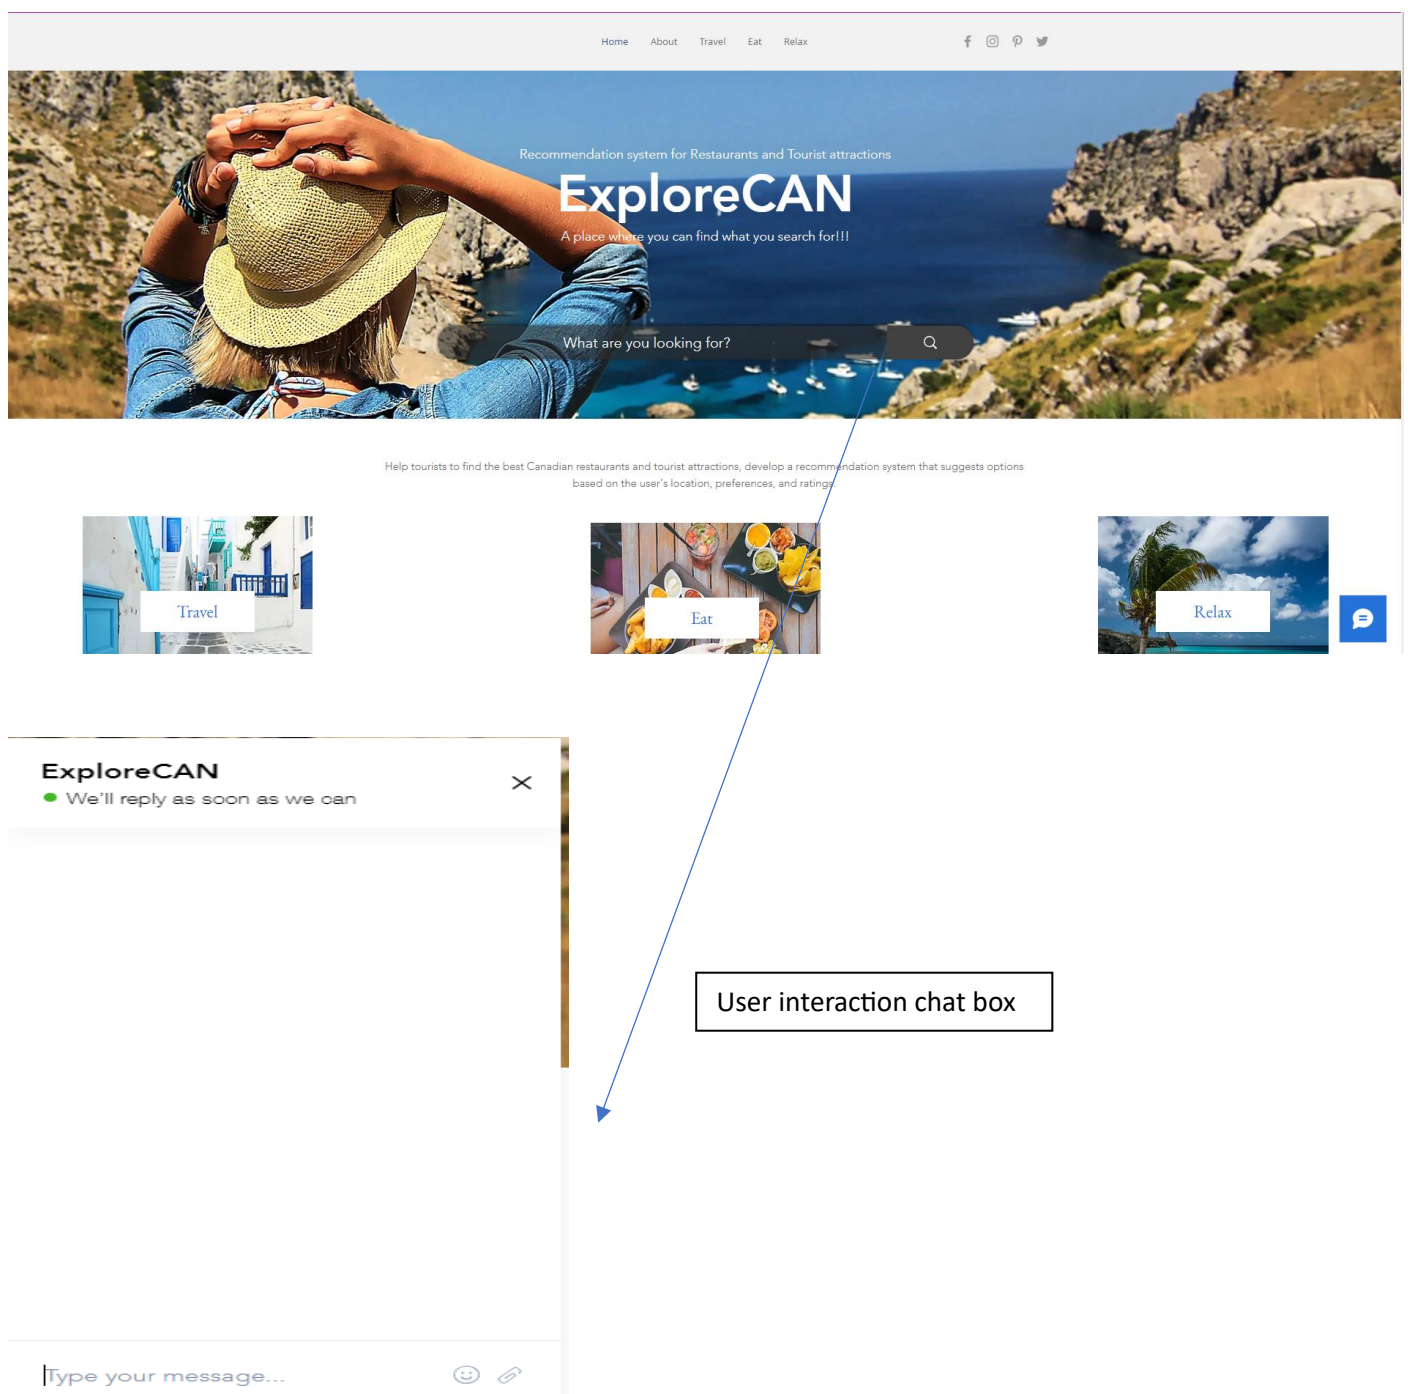 Home About Travel Eat Relax
Recommendation system for Restaurants and Tourist attractions
ExploreCAN
A place where you can find what you search for!!!
What are you looking for?
Help tourists to find the best Canadian restaurants and tourist attractions, develop a recommendation system that suggests options
based on the user's location, preferences, and ratings.
Travel
Eat
Relax
ExploreCAN
We'll reply as soon as we can
User interaction chat box
Type your message...